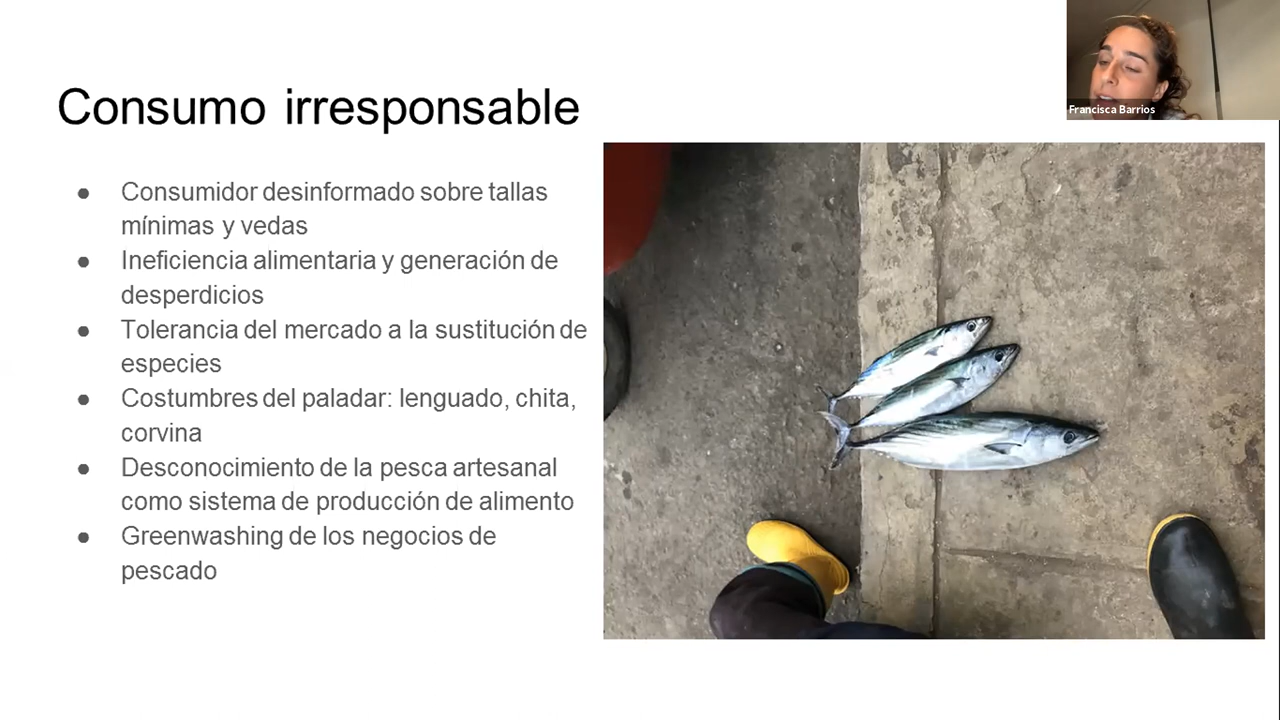 Consumo irresponsable
Francisca Barrios
● Consumidor desinformado sobre tallas
mínimas y vedas
● Ineficiencia alimentaria y generación de
desperdicios
● Tolerancia del mercado a la sustitución de
especies
● Costumbres del paladar: lenguado, chita,
corvina
● Desconocimiento de la pesca artesanal
como sistema de producción de alimento
● Greenwashing de los negocios de
pescado